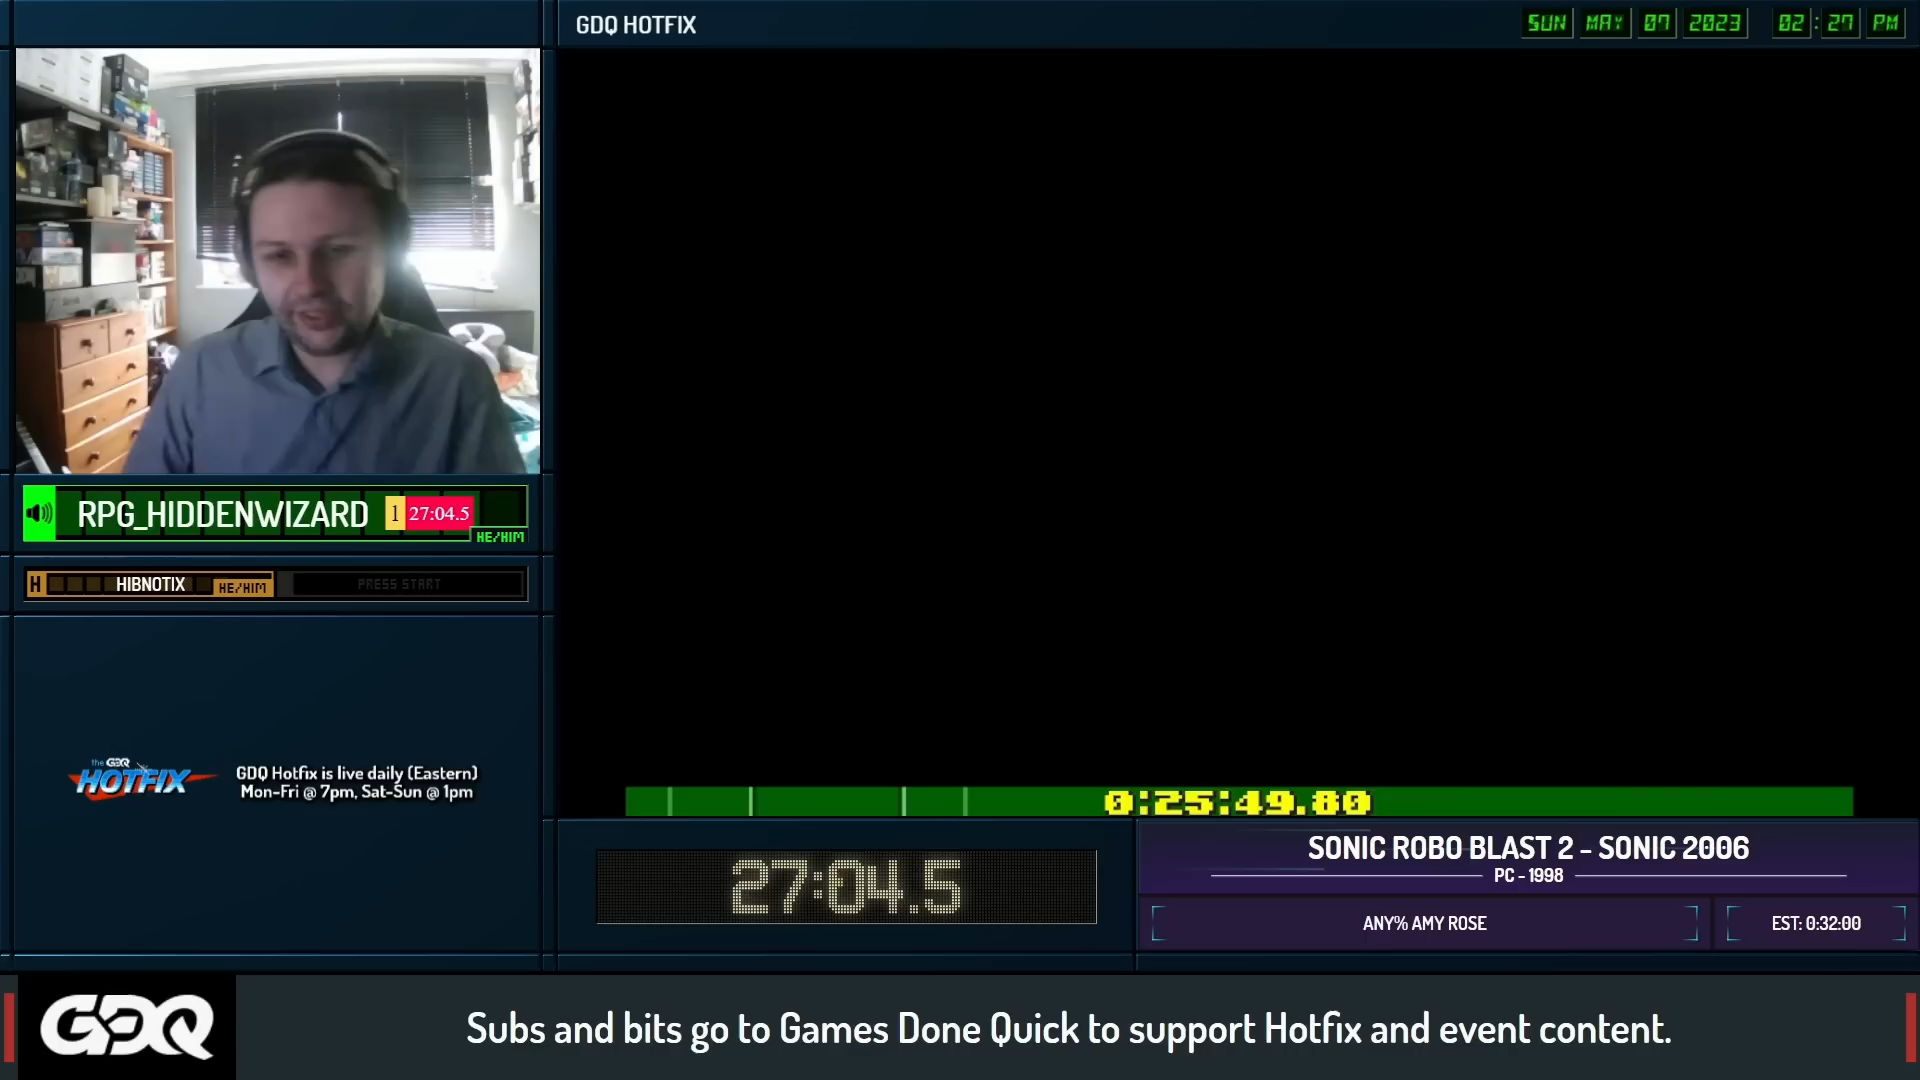 GDQ HOTFIX
SUN MAY 07 2023 02:27 PM
RPG_HIDDENWIZARD 1 27:04.5
HE/HIM
H HIBNOTIX HE/HIM PRESS START
the GDQ
HOTFIX
GDQ Hotfix is live daily (Eastern)
Mon-Fri @ 7pm, Sat-Sun @ 1pm
0:25:49.80
27:04.5
SONIC ROBO BLAST 2 - SONIC 2006
PC - 1998
ANY% AMY ROSE
EST: 0:32:00
GDQ
Subs and bits go to Games Done Quick to support Hotfix and event content.